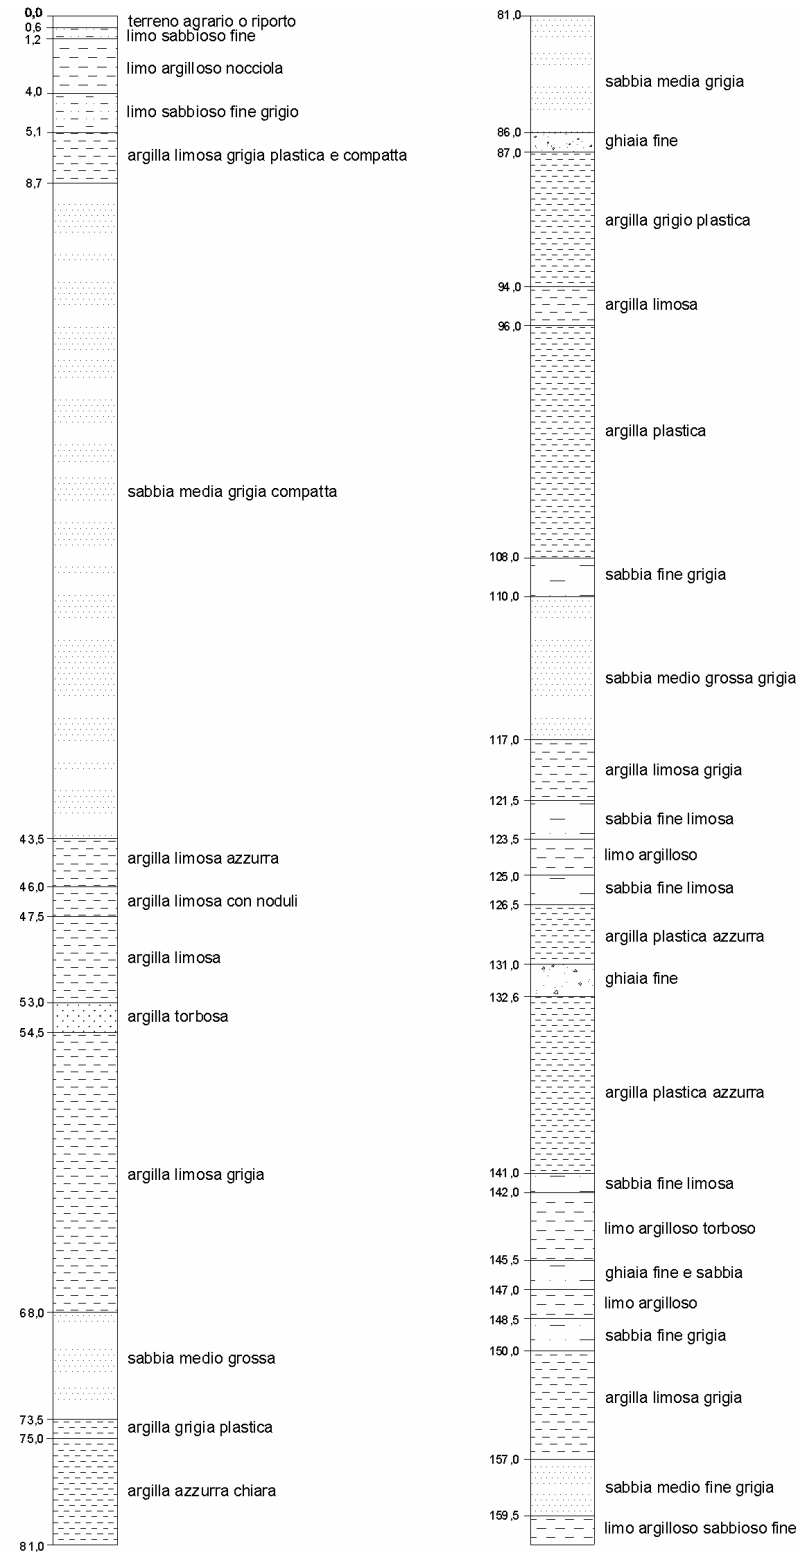 0,0
terreno agrario o riporto
0,6
limo sabbioso fine
1,2
limo argilloso nocciola
4,0
limo sabbioso fine grigio
5,1
argilla limosa grigia plastica e compatta
8,7
sabbia media grigia compatta
43,5
argilla limosa azzurra
46,0
argilla limosa con noduli
47,5
argilla limosa
53,0
argilla torbosa
54,5
argilla limosa grigia
68,0
sabbia medio grossa
73,5
argilla grigia plastica
75,0
argilla azzurra chiara
81,0
81,0
sabbia media grigia
86,0
ghiaia fine
87,0
argilla grigio plastica
94,0
argilla limosa
96,0
argilla plastica
108,0
sabbia fine grigia
110,0
sabbia medio grossa grigia
117,0
argilla limosa grigia
121,5
sabbia fine limosa
123,5
limo argilloso
125,0
sabbia fine limosa
126,5
argilla plastica azzurra
131,0
ghiaia fine
132,6
argilla plastica azzurra
141,0
sabbia fine limosa
142,0
limo argilloso torboso
145,5
ghiaia fine e sabbia
147,0
limo argilloso
148,5
sabbia fine grigia
150,0
argilla limosa grigia
157,0
sabbia medio fine grigia
159,5
limo argilloso sabbioso fine